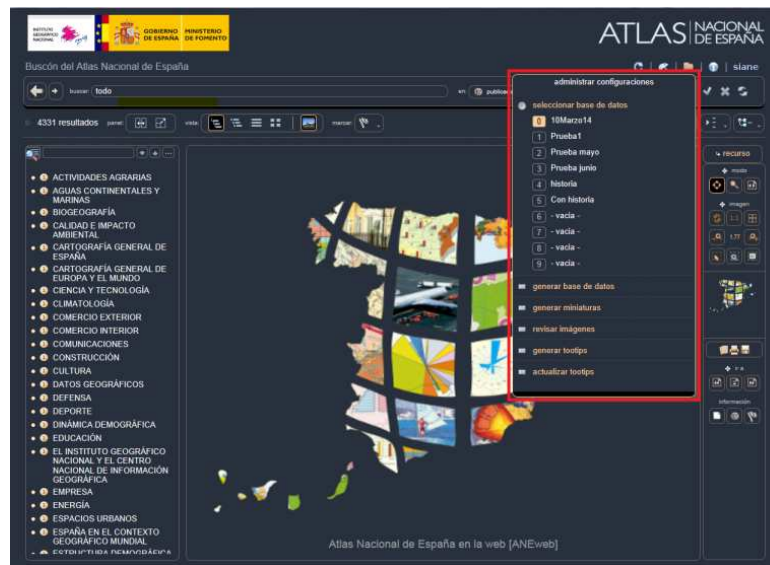 INSTITUTO
GEOGRÁFICO
NACIONAL
GOBIERNO
DE ESPAÑA
MINISTERIO
DE FOMENTO
ATLAS NACIONAL
DE ESPAÑA
Buscón del Atlas Nacional de España
siane
buscar: todo
en
4331 resultados
panel:
vista:
marcar:
administrar configuraciones
seleccionar base de datos
0 10Marzo14
1 Prueba1
2 Prueba mayo
3 Prueba junio
4 historia
5 Con historia
6 - vacia -
7 - vacia -
8 - vacia -
9 - vacia -
generar base de datos
generar miniaturas
revisar imágenes
generar tootips
actualizar tootips
ACTIVIDADES AGRARIAS
AGUAS CONTINENTALES Y
MARINAS
BIOGEOGRAFÍA
CALIDAD E IMPACTO
AMBIENTAL
CARTOGRAFÍA GENERAL DE
ESPAÑA
CARTOGRAFÍA GENERAL DE
EUROPA Y EL MUNDO
CIENCIA Y TECNOLOGÍA
CLIMATOLOGÍA
COMERCIO EXTERIOR
COMERCIO INTERIOR
COMUNICACIONES
CONSTRUCCIÓN
CULTURA
DATOS GEOGRÁFICOS
DEFENSA
DEPORTE
DINÁMICA DEMOGRÁFICA
EDUCACIÓN
EL INSTITUTO GEOGRÁFICO
NACIONAL Y EL CENTRO
NACIONAL DE INFORMACIÓN
GEOGRÁFICA
EMPRESA
ENERGÍA
ESPACIOS URBANOS
ESPAÑA EN EL CONTEXTO
GEOGRÁFICO MUNDIAL
ESTRUCTURA DEMOGRÁFICA
recurso
modo
imagen
1:1
1.77
ir a
información
Atlas Nacional de España en la web [ANEweb]